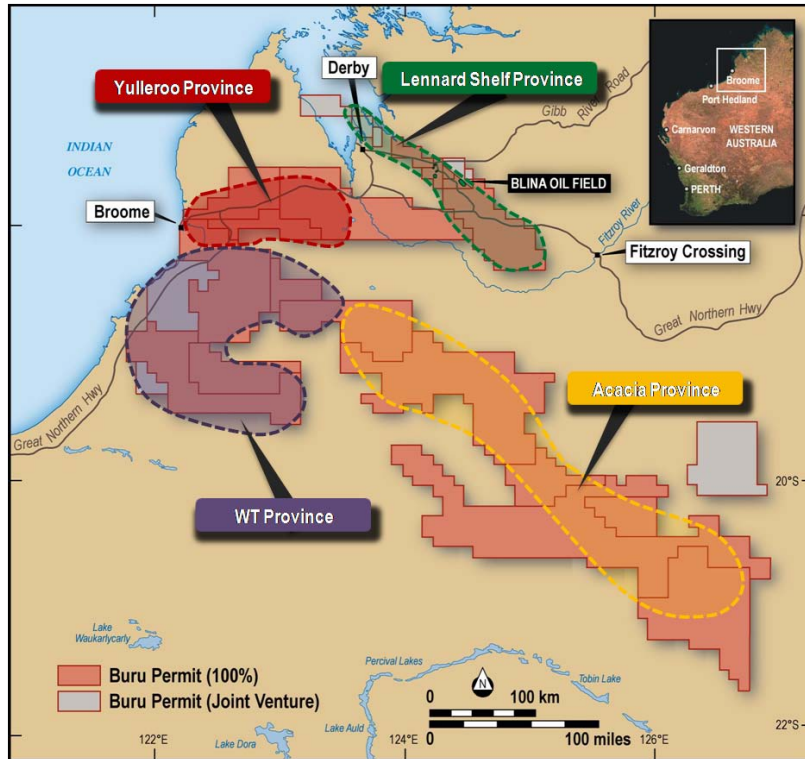 Derby
Yulleroo Province
Lennard Shelf Province
Gibb
River Road
INDIAN
OCEAN
BLINA OIL FIELD
Broome
Fitzroy River
Fitzroy Crossing
Great Northern Hwy
Great Northern Hwy
Acacia Province
WT Province
20°S
Broome
Port Hedland
Carnarvon
WESTERN
AUSTRALIA
Geraldton
PERTH
Lake
Waukarlycarly
Buru Permit (100%)
Buru Permit (Joint Venture)
Percival Lakes
Tobin Lake
N
0 100 km
0 100 miles
22°S
122°E
Lake Dora
Lake Auld
124°E
126°E